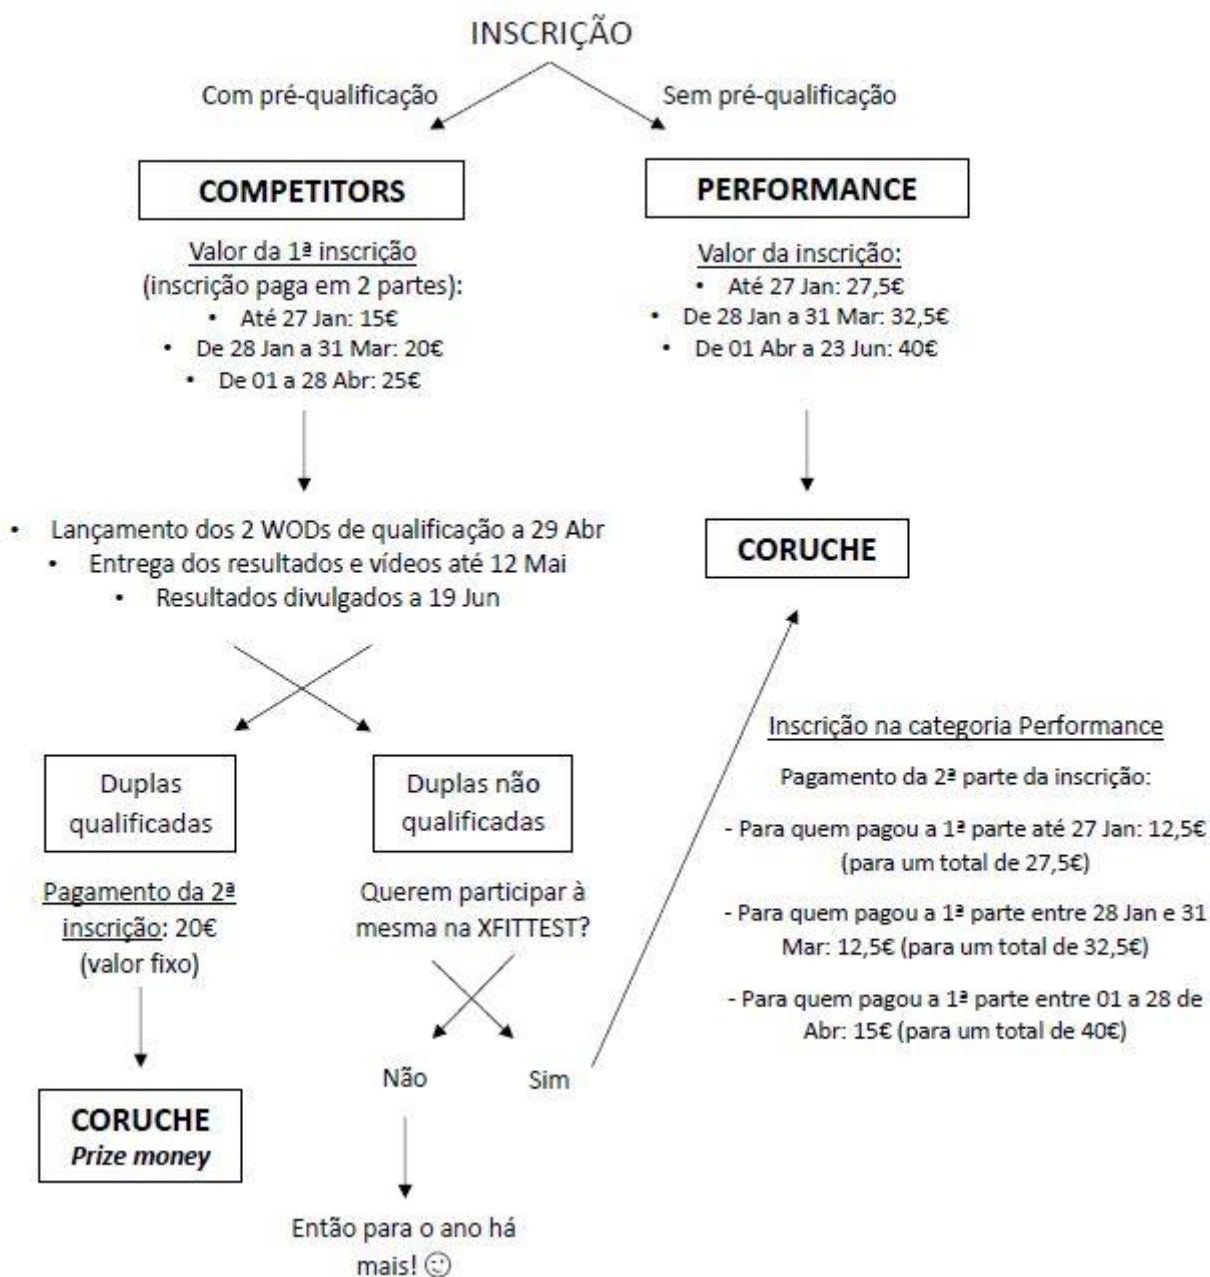 INSCRIÇÃO
Com pré-qualificação
Sem pré-qualificação
COMPETITORS
Valor da 1ª inscrição
(inscrição paga em 2 partes):
• Até 27 Jan: 15€
• De 28 Jan a 31 Mar: 20€
• De 01 a 28 Abr: 25€
PERFORMANCE
Valor da inscrição:
• Até 27 Jan: 27,5€
• De 28 Jan a 31 Mar: 32,5€
• De 01 Abr a 23 Jun: 40€
• Lançamento dos 2 WODs de qualificação a 29 Abr
• Entrega dos resultados e vídeos até 12 Mai
• Resultados divulgados a 19 Jun
CORUCHE
Duplas
qualificadas
Pagamento da 2ª
inscrição: 20€
(valor fixo)
CORUCHE
Prize money
Duplas não
qualificadas
Querem participar à
mesma na XFITTEST?
Não
Sim
Então para o ano há
mais! ☺
Inscrição na categoria Performance
Pagamento da 2ª parte da inscrição:
- Para quem pagou a 1ª parte até 27 Jan: 12,5€
(para um total de 27,5€)
- Para quem pagou a 1ª parte entre 28 Jan e 31
Mar: 12,5€ (para um total de 32,5€)
- Para quem pagou a 1ª parte entre 01 a 28 de
Abr: 15€ (para um total de 40€)